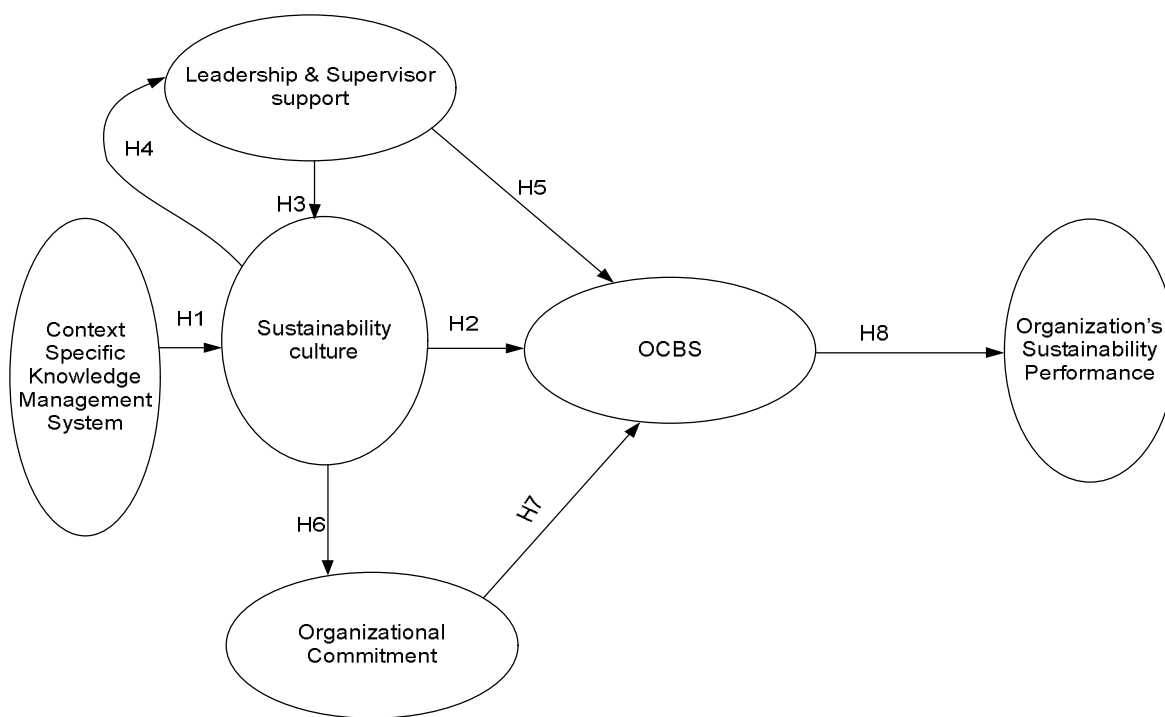 Leadership & Supervisor
support
H4
H5
H3
H1
Context
Specific
Knowledge
Management
System
Sustainability
culture
H2
OCBS
H8
Organization's
Sustainability
Performance
H6
H7
Organizational
Commitment